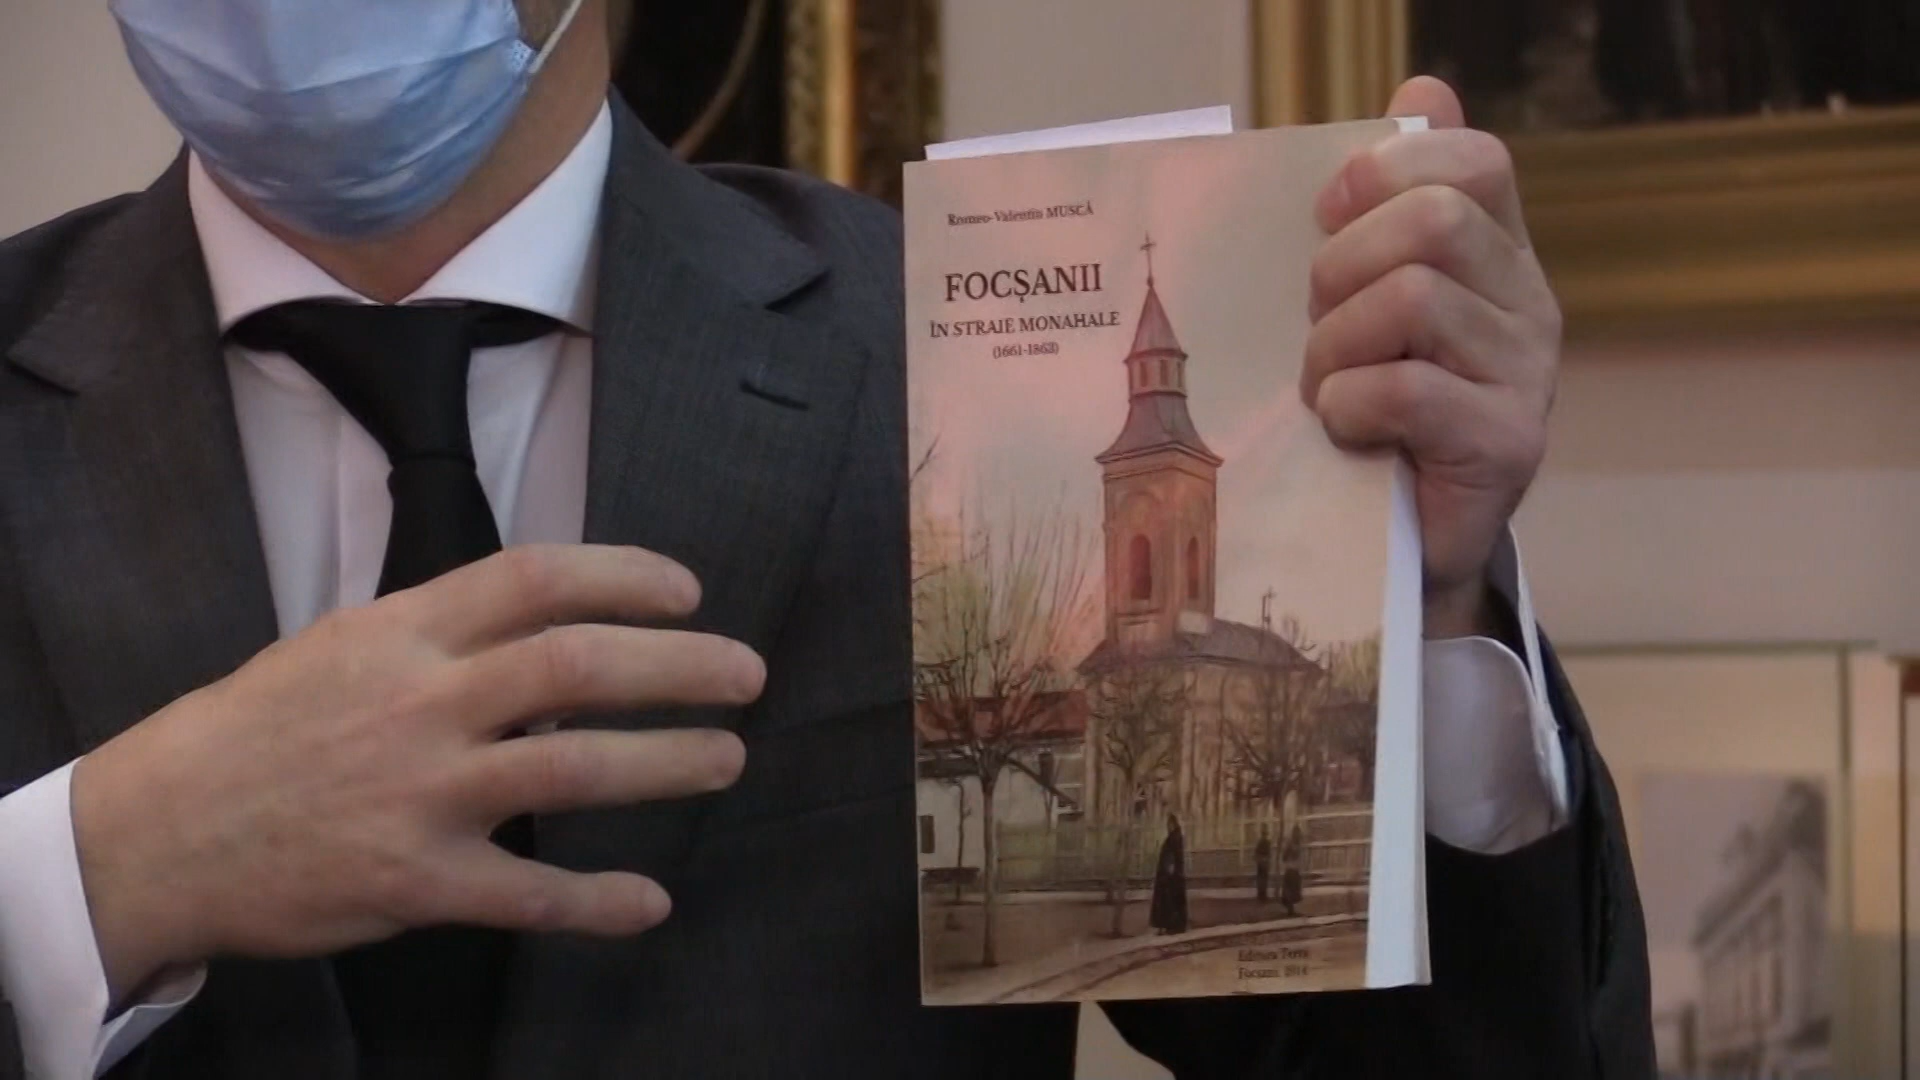 Romeo-Valentin MUSCĂ
FOCȘANII
ÎN STRAIE MONAHALE
(1661-1863)
Editura Terra
Focșani, 2014